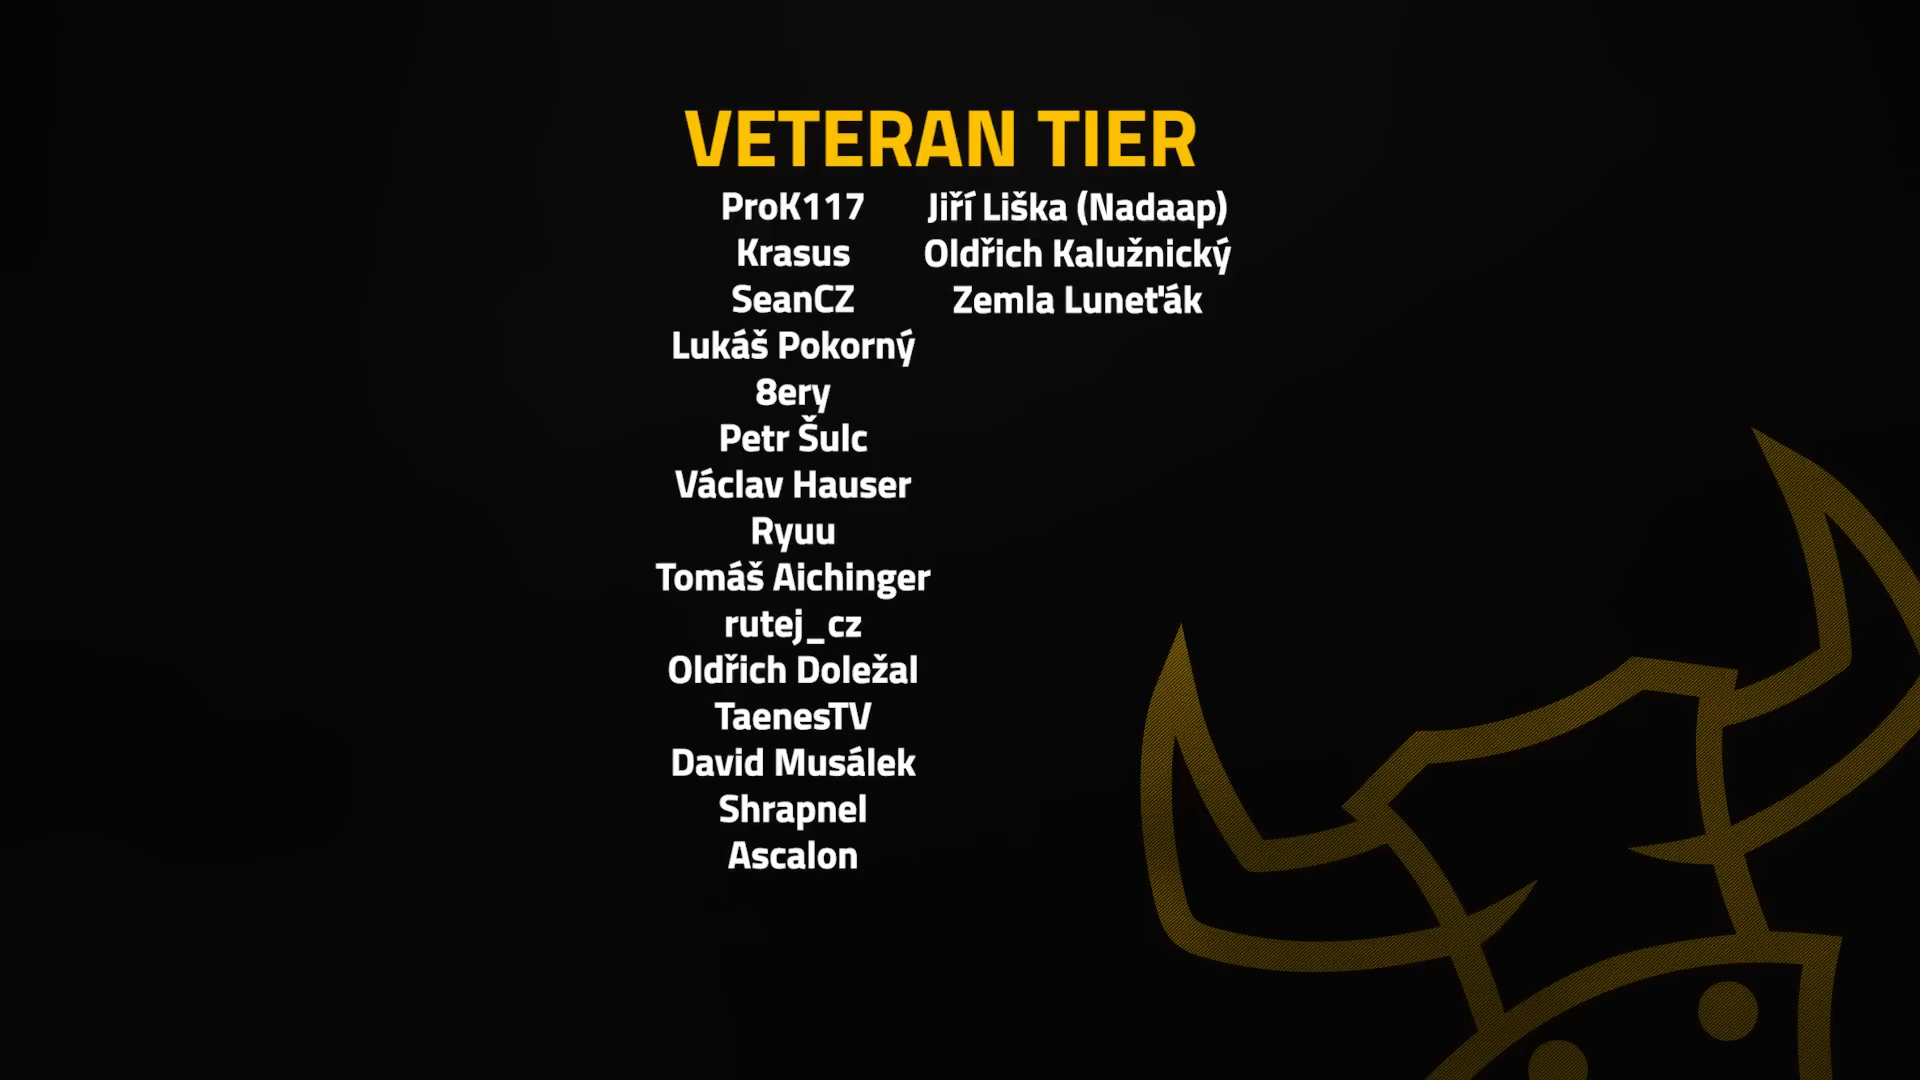 VETERAN TIER
ProK117
Krasus
SeanCZ
Lukáš Pokorný
8ery
Petr Šulc
Václav Hauser
Ryuu
Tomáš Aichinger
rutej_cz
Oldřich Doležal
TaenesTV
David Musálek
Shrapnel
Ascalon
Jiří Liška (Nadaap)
Oldřich Kalužnický
Zemla Luneťák